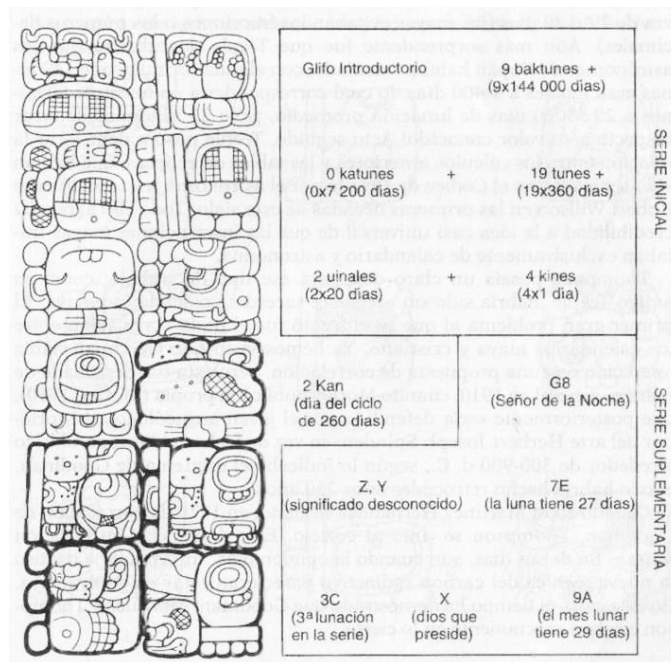 Glifo Introductorio 9 baktunes +
(9x144 000 días)
0 katunes + 19 tunes +
(0x7 200 días) (19x360 días)
2 uinales + 4 kines
(2x20 días) (4x1 día)
SERIE INICIAL
2 Kan G8
(día del ciclo (Señor de la Noche)
de 260 días)
Z, Y 7E
(significado desconocido) (la luna tiene 27 días)
3C X 9A
(3ª lunación (dios que (el mes lunar
en la serie) preside) tiene 29 días)
SERIE SUPLEMENTARIA